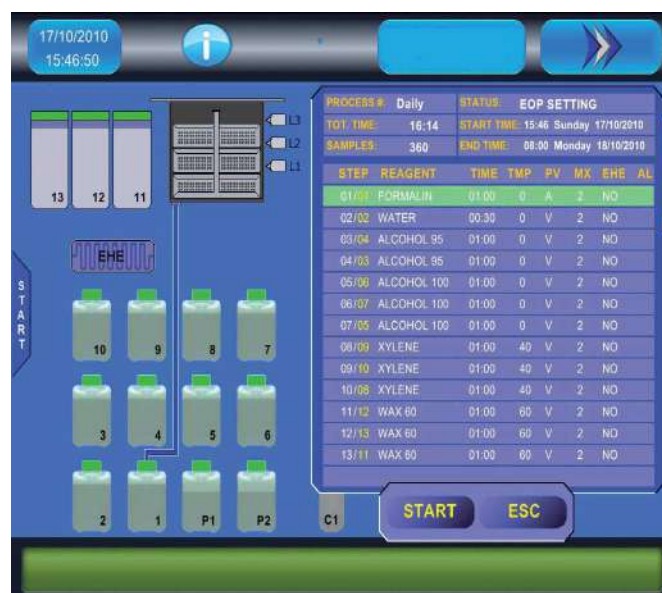 17/10/2010
15:46:50
i
L3
L2
L1
13 12 11
EHE
START
10 9 8 7
3 4 5 6
2 1 P1 P2 C1
PROCESS #: Daily STATUS: EOP SETTING
TOT. TIME: 16:14 START TIME: 15:46 Sunday 17/10/2010
SAMPLES: 360 END TIME: 08:00 Monday 18/10/2010
STEP REAGENT TIME TMP PV MX EHE AL
01/01 FORMALIN 01:00 0 A 2 NO
02/02 WATER 00:30 0 V 2 NO
03/04 ALCOHOL 95 01:00 0 V 2 NO
04/03 ALCOHOL 95 01:00 0 V 2 NO
05/06 ALCOHOL 100 01:00 0 V 2 NO
06/07 ALCOHOL 100 01:00 0 V 2 NO
07/05 ALCOHOL 100 01:00 0 V 2 NO
08/09 XYLENE 01:00 40 V 2 NO
09/10 XYLENE 01:00 40 V 2 NO
10/08 XYLENE 01:00 40 V 2 NO
11/12 WAX 60 01:00 60 V 2 NO
12/13 WAX 60 01:00 60 V 2 NO
13/11 WAX 60 01:00 60 V 2 NO
START ESC